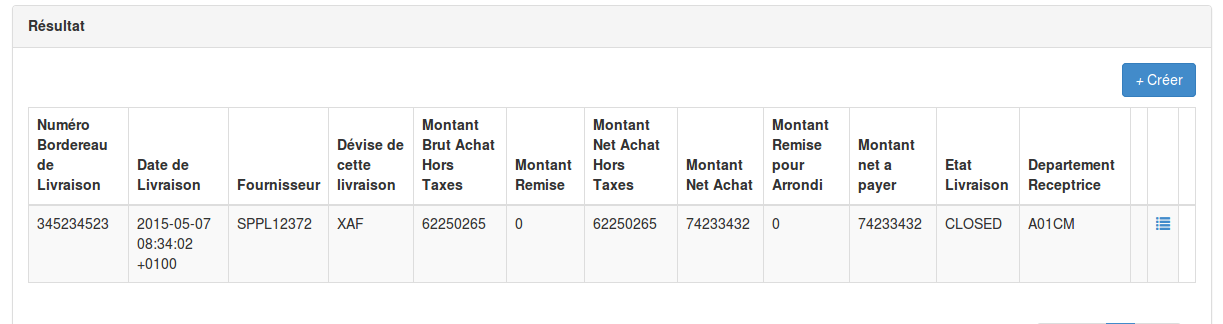 Résultat
+ Créer
Numéro
Bordereau
de
Livraison
Date de
Livraison
Fournisseur
Dévise de
cette
livraison
Montant
Brut Achat
Hors
Taxes
Montant
Remise
Montant
Net Achat
Hors
Taxes
Montant
Net Achat
Montant
Remise
pour
Arrondi
Montant
net a
payer
Etat
Livraison
Departement
Receptrice
345234523
2015-05-07
08:34:02
+0100
SPPL12372
XAF
62250265
0
62250265
74233432
0
74233432
CLOSED
A01CM